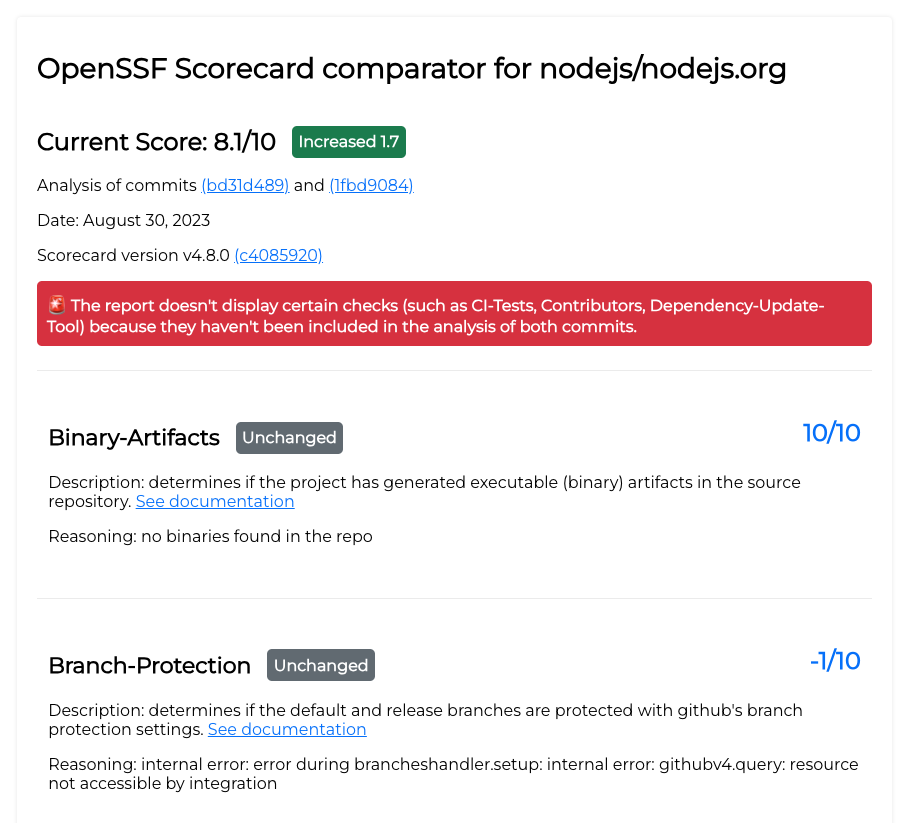 OpenSSF Scorecard comparator for nodejs/nodejs.org
Current Score: 8.1/10 Increased 1.7
Analysis of commits (bd31d489) and (1fbd9084)
Date: August 30, 2023
Scorecard version v4.8.0 (c4085920)
🚨 The report doesn't display certain checks (such as CI-Tests, Contributors, Dependency-Update-
Tool) because they haven't been included in the analysis of both commits.
Binary-Artifacts Unchanged 10/10
Description: determines if the project has generated executable (binary) artifacts in the source
repository. See documentation
Reasoning: no binaries found in the repo
Branch-Protection Unchanged -1/10
Description: determines if the default and release branches are protected with github's branch
protection settings. See documentation
Reasoning: internal error: error during brancheshandler.setup: internal error: githubv4.query: resource
not accessible by integration